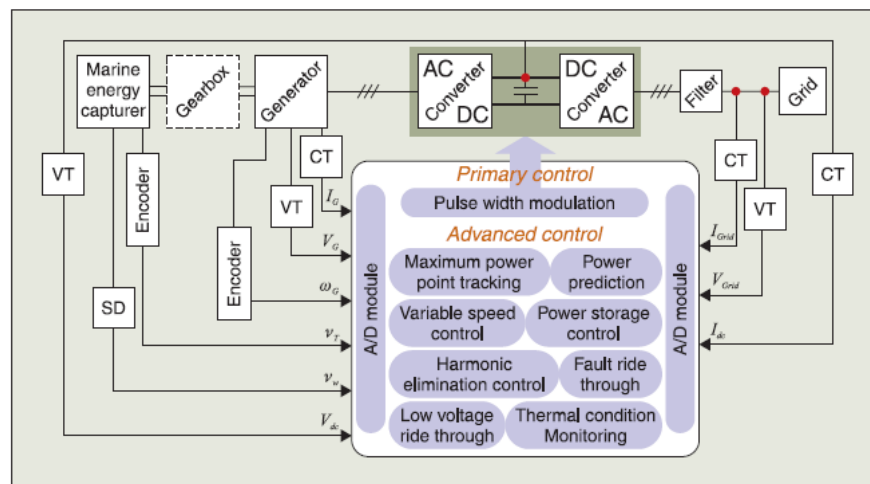 Marine
energy
capturer
Gearbox
Generator
AC
Converter
DC
DC
Converter
AC
Filter
Grid
VT
Encoder
SD
Encoder
VT
CT
CT
VT
CT
I_G
V_G
ω_G
ν_T
ν_w
V_dc
A/D module
Primary control
Pulse width modulation
Advanced control
Maximum power
point tracking
Power
prediction
Variable speed
control
Power storage
control
Harmonic
elimination control
Fault ride
through
Low voltage
ride through
Thermal condition
Monitoring
A/D module
I_Grid
V_Grid
I_dc